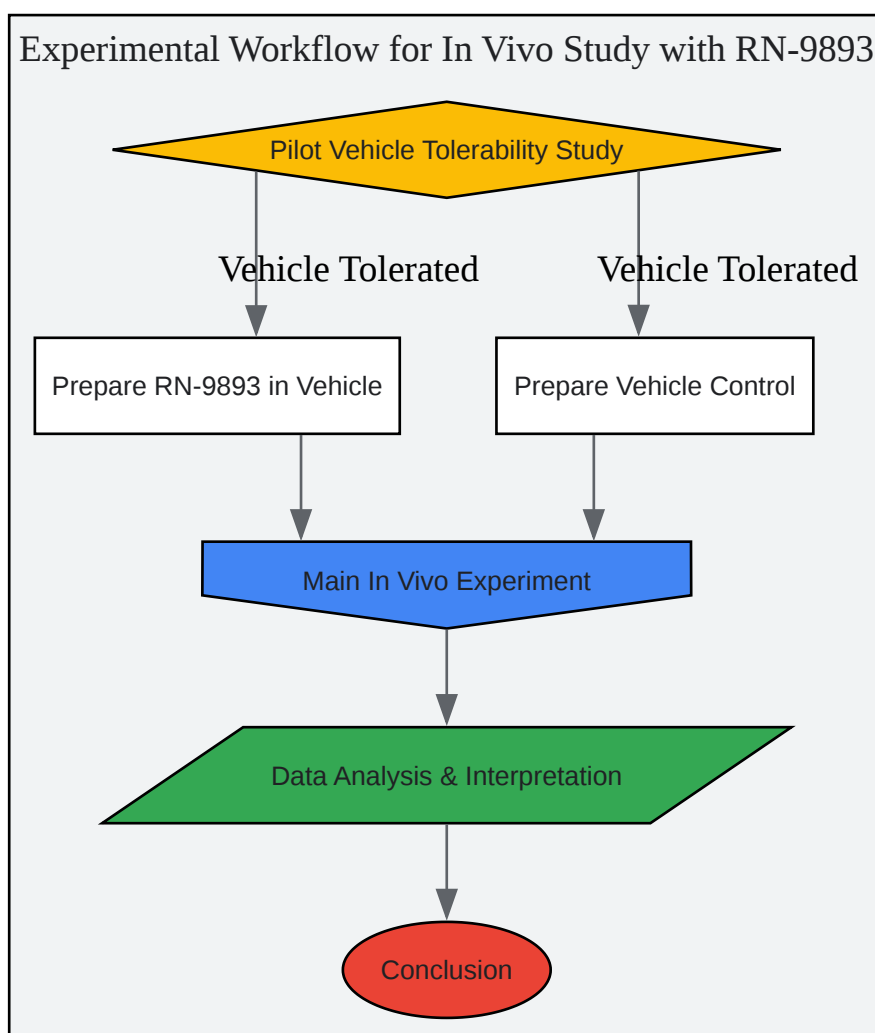 Experimental Workflow for In Vivo Study with RN-9893
Pilot Vehicle Tolerability Study
Vehicle Tolerated
Vehicle Tolerated
Prepare RN-9893 in Vehicle
Prepare Vehicle Control
Main In Vivo Experiment
Data Analysis & Interpretation
Conclusion